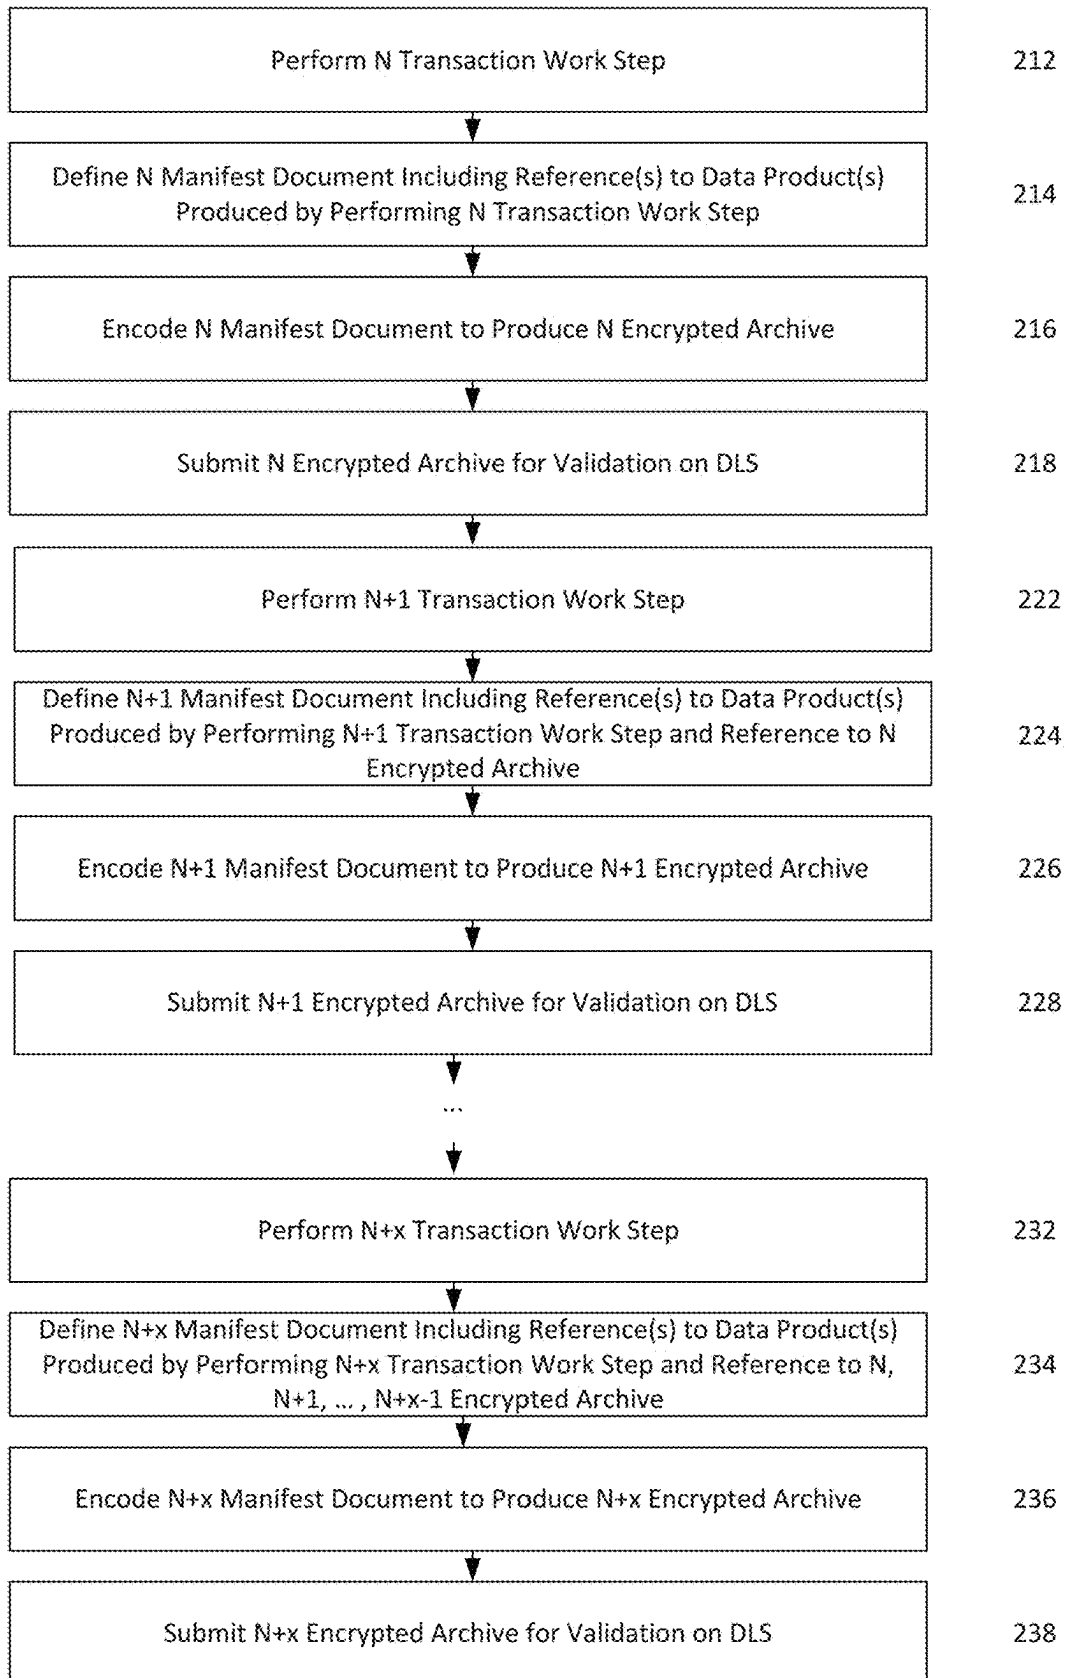 Perform N Transaction Work Step
212
Define N Manifest Document Including Reference(s) to Data Product(s)
Produced by Performing N Transaction Work Step
214
Encode N Manifest Document to Produce N Encrypted Archive
216
Submit N Encrypted Archive for Validation on DLS
218
Perform N+1 Transaction Work Step
222
Define N+1 Manifest Document Including Reference(s) to Data Product(s)
Produced by Performing N+1 Transaction Work Step and Reference to N
Encrypted Archive
224
Encode N+1 Manifest Document to Produce N+1 Encrypted Archive
226
Submit N+1 Encrypted Archive for Validation on DLS
228
...
Perform N+x Transaction Work Step
232
Define N+x Manifest Document Including Reference(s) to Data Product(s)
Produced by Performing N+x Transaction Work Step and Reference to N,
N+1, ... , N+x-1 Encrypted Archive
234
Encode N+x Manifest Document to Produce N+x Encrypted Archive
236
Submit N+x Encrypted Archive for Validation on DLS
238